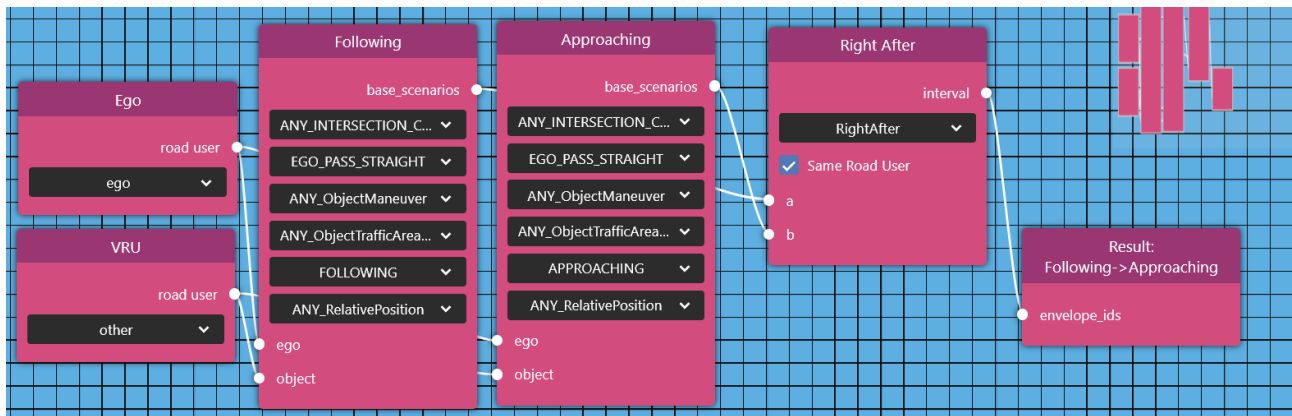 Ego
road user
ego
VRU
road user
other
Following
base_scenarios
ANY_INTERSECTION_C...
EGO_PASS_STRAIGHT
ANY_ObjectManeuver
ANY_ObjectTrafficArea...
FOLLOWING
ANY_RelativePosition
ego
object
Approaching
base_scenarios
ANY_INTERSECTION_C...
EGO_PASS_STRAIGHT
ANY_ObjectManeuver
ANY_ObjectTrafficArea...
APPROACHING
ANY_RelativePosition
ego
object
Right After
interval
RightAfter
Same Road User
a
b
Result:
Following->Approaching
envelope_ids